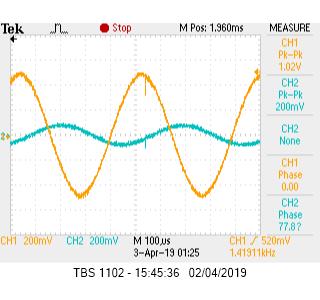 Tek Stop M Pos: 1.960ms MEASURE
CH1
Pk-Pk
1.02V
CH2
Pk-Pk
200mV
CH2
None
CH1
Phase
0.00
CH2
Phase
77.8?
2
CH1 200mV CH2 200mV M 100µs CH1 / 520mV
3-Apr-19 01:25 1.41911kHz
TBS 1102 - 15:45:36 02/04/2019